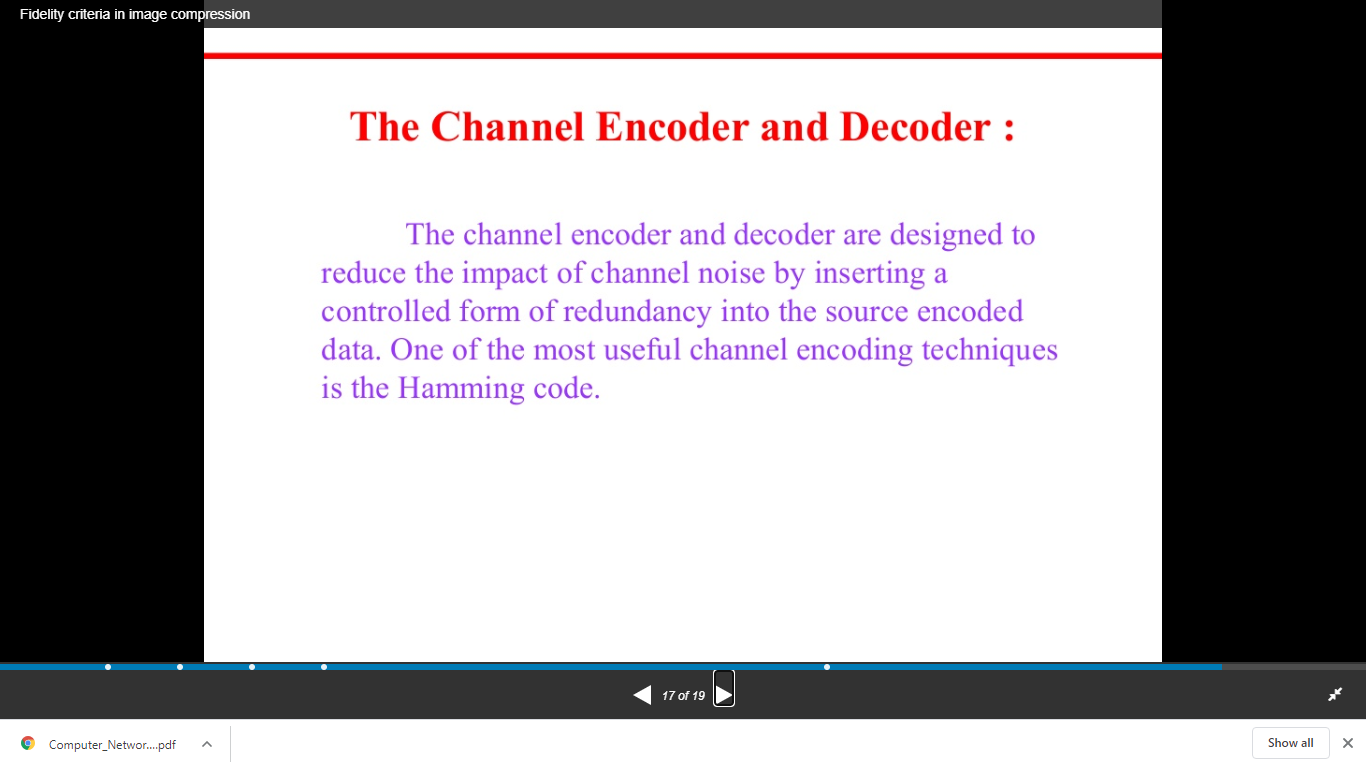 Fidelity criteria in image compression
The Channel Encoder and Decoder :
The channel encoder and decoder are designed to
reduce the impact of channel noise by inserting a
controlled form of redundancy into the source encoded
data. One of the most useful channel encoding techniques
is the Hamming code.
17 of 19
Computer_Networ....pdf
Show all